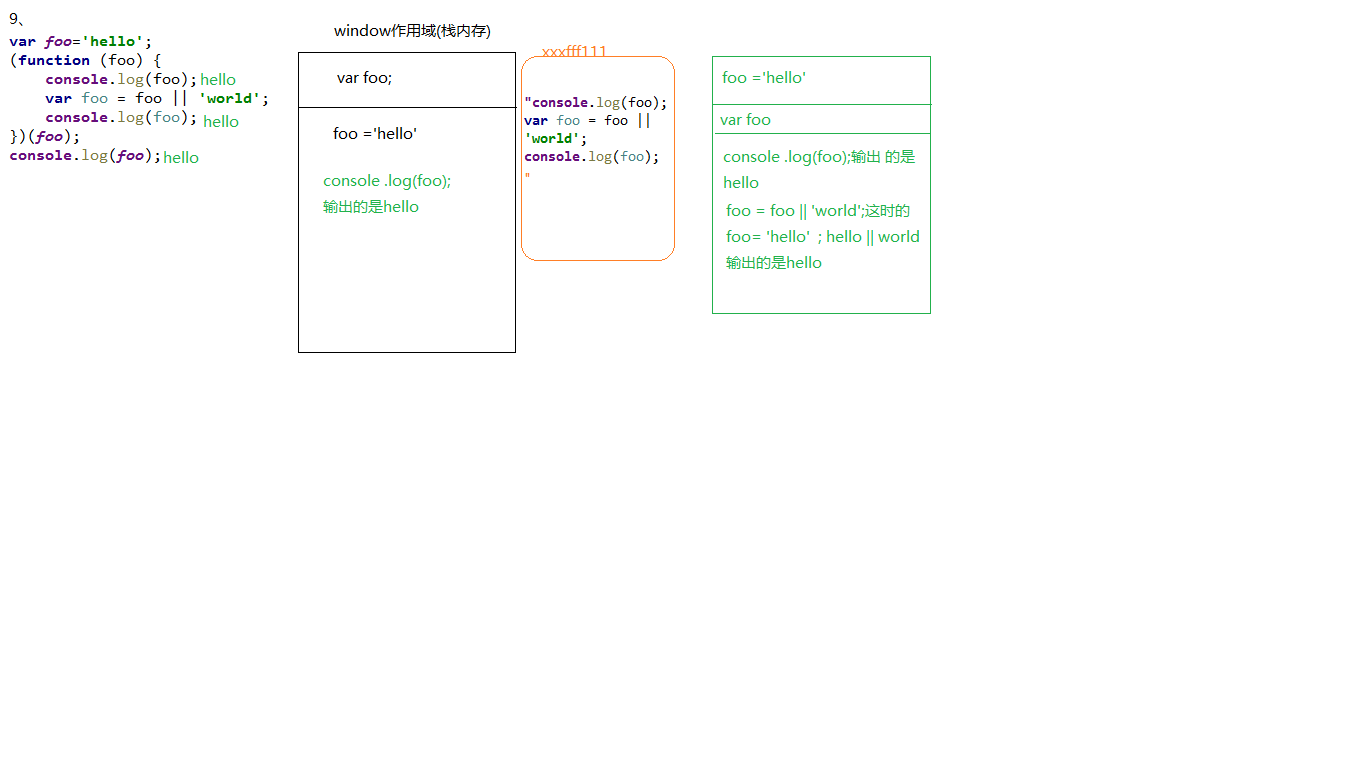 9、
var foo='hello';
(function (foo) {
console.log(foo); hello
var foo = foo || 'world';
console.log(foo); hello
})(foo);
console.log(foo); hello
window作用域(栈内存)
var foo;
foo ='hello'
console .log(foo);
输出的是hello
xxxfff111
"console.log(foo);
var foo = foo ||
'world';
console.log(foo);
"
foo ='hello'
var foo
console .log(foo);输出 的是
hello
foo = foo || 'world';这时的
foo= 'hello' ; hello || world
输出的是hello